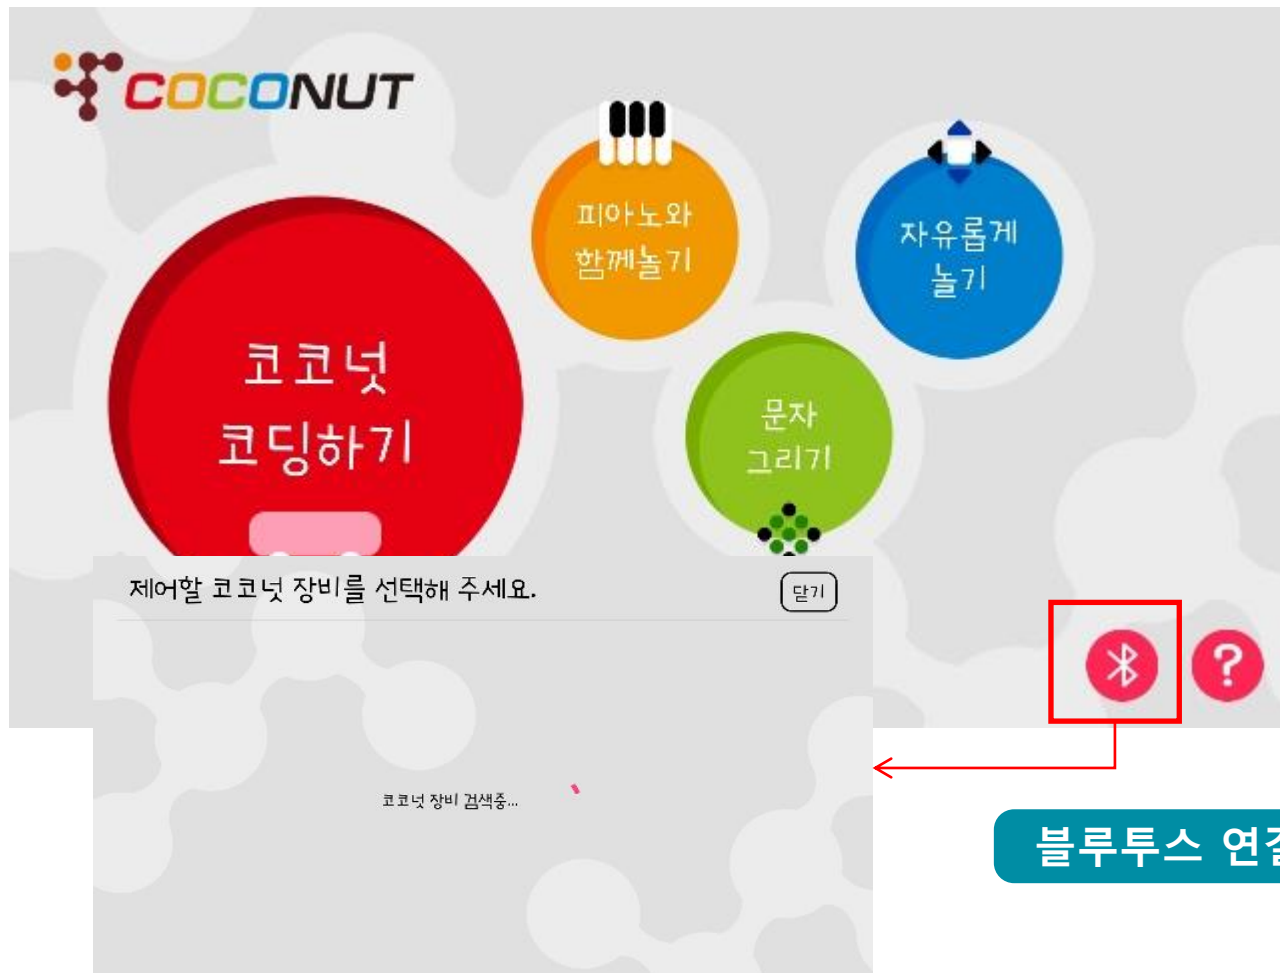 COCONUT
피아노와
함께놀기
자유롭게
놀기
코코넛
코딩하기
문자
그리기
제어할 코코넛 장비를 선택해 주세요.
닫기
?
코코넛 장비 검색중...
블루투스